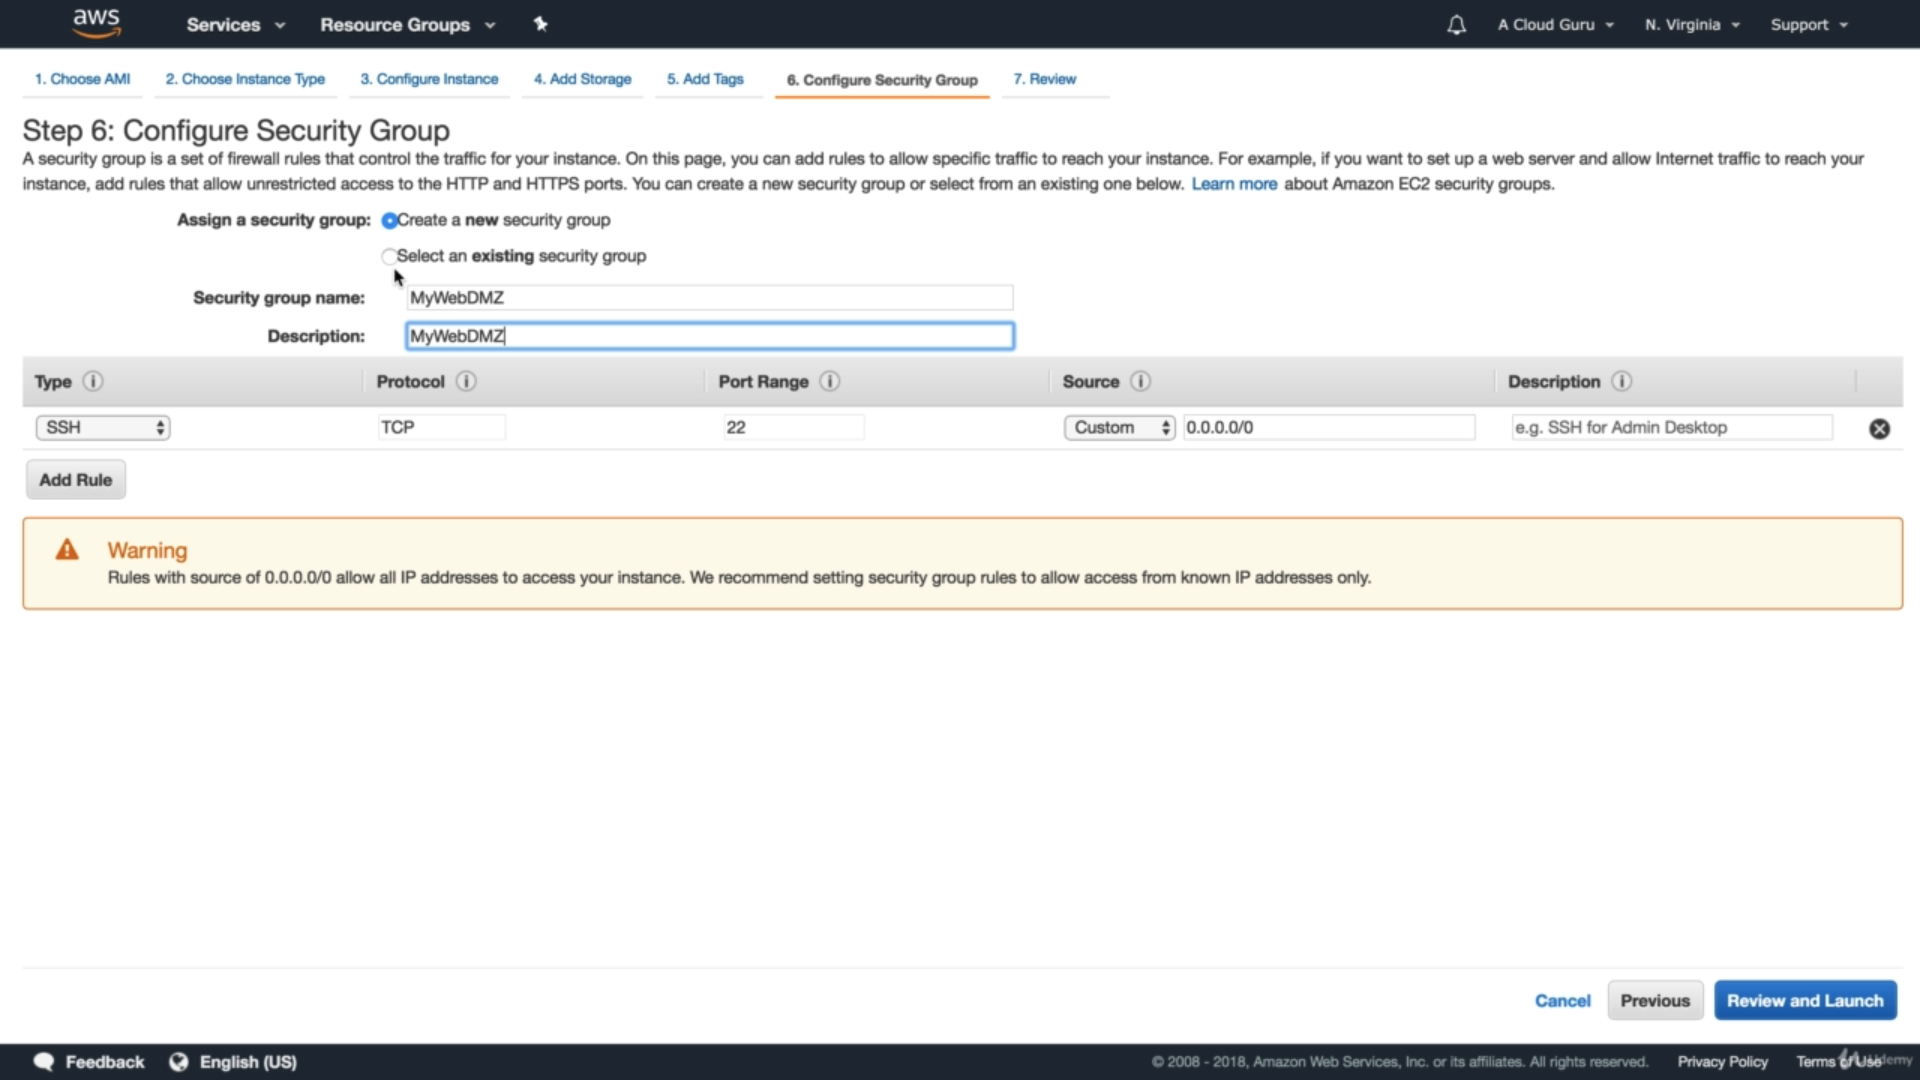 aws Services Resource Groups A Cloud Guru N. Virginia Support
1. Choose AMI 2. Choose Instance Type 3. Configure Instance 4. Add Storage 5. Add Tags 6. Configure Security Group 7. Review
Step 6: Configure Security Group
A security group is a set of firewall rules that control the traffic for your instance. On this page, you can add rules to allow specific traffic to reach your instance. For example, if you want to set up a web server and allow Internet traffic to reach your
instance, add rules that allow unrestricted access to the HTTP and HTTPS ports. You can create a new security group or select from an existing one below. Learn more about Amazon EC2 security groups.
Assign a security group: Create a new security group
Select an existing security group
Security group name: MyWebDMZ
Description: MyWebDMZ
Type i Protocol i Port Range i Source i Description i
SSH TCP 22 Custom 0.0.0.0/0 e.g. SSH for Admin Desktop
Add Rule
Warning
Rules with source of 0.0.0.0/0 allow all IP addresses to access your instance. We recommend setting security group rules to allow access from known IP addresses only.
Cancel Previous Review and Launch
Feedback English (US) © 2008 - 2018, Amazon Web Services, Inc. or its affiliates. All rights reserved. Privacy Policy Terms of Use